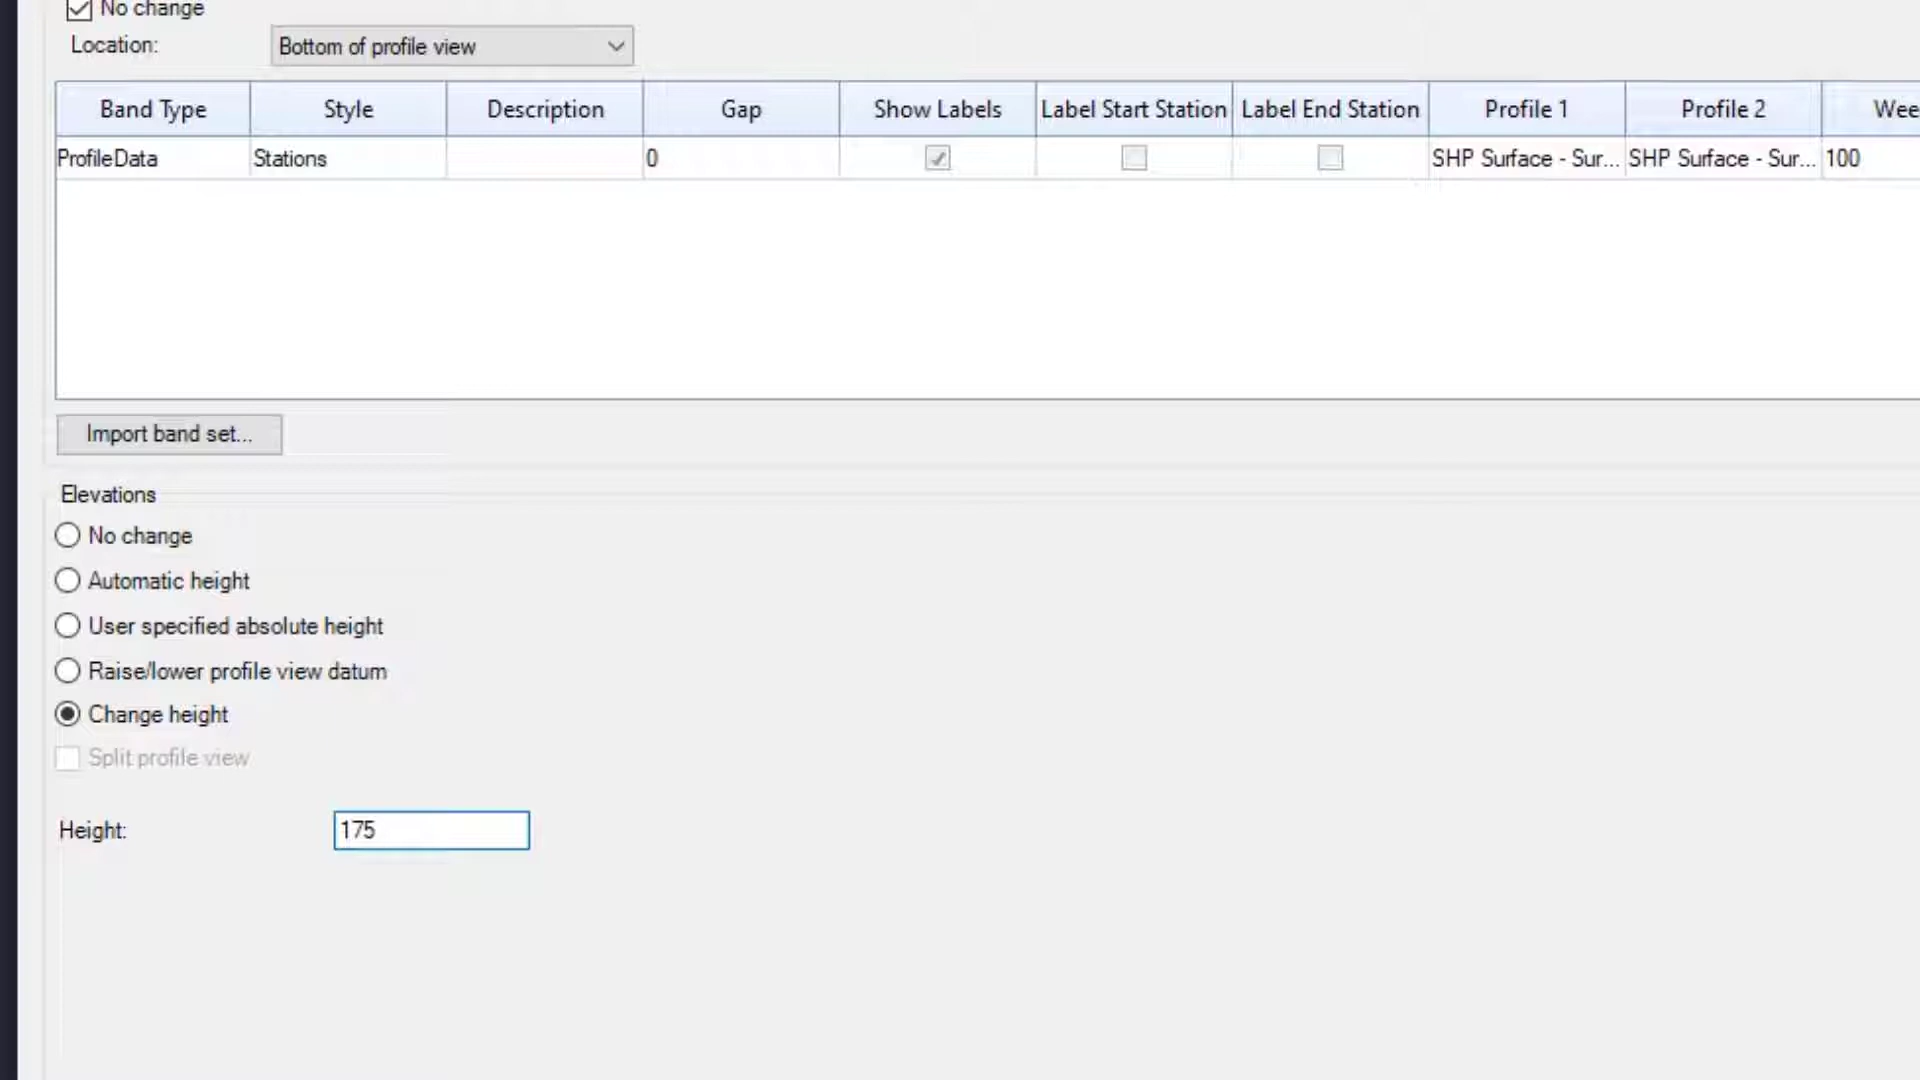 No change
Location: Bottom of profile view
Band Type Style Description Gap Show Labels Label Start Station Label End Station Profile 1 Profile 2 Wee
ProfileData Stations 0 SHP Surface - Sur... SHP Surface - Sur... 100
Import band set...
Elevations
No change
Automatic height
User specified absolute height
Raise/lower profile view datum
Change height
Split profile view
Height: 175